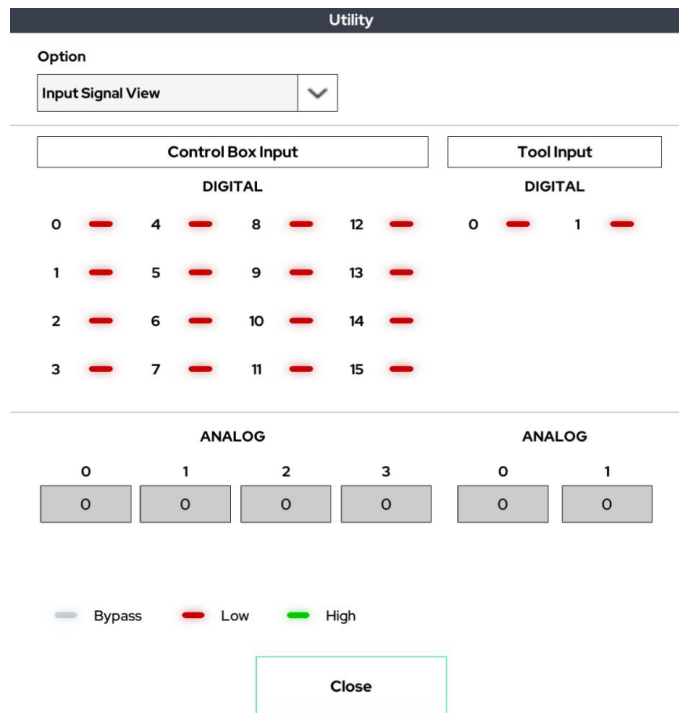 Utility
Option
Input Signal View
Control Box Input Tool Input
DIGITAL DIGITAL
0 4 8 12 0 1
1 5 9 13
2 6 10 14
3 7 11 15
ANALOG ANALOG
0 1 2 3 0 1
0 0 0 0 0 0
Bypass Low High
Close